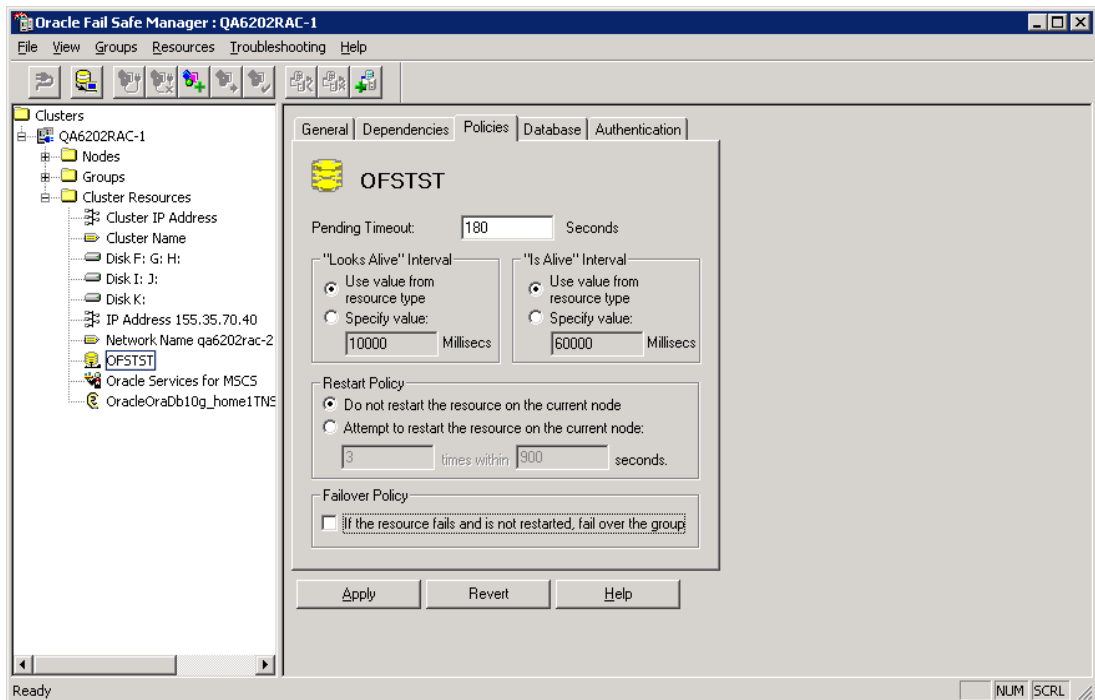 Oracle Fail Safe Manager : QA6202RAC-1
File View Groups Resources Troubleshooting Help
Clusters
QA6202RAC-1
Nodes
Groups
Cluster Resources
Cluster IP Address
Cluster Name
Disk F: G: H:
Disk I: J:
Disk K:
IP Address 155.35.70.40
Network Name qa6202rac-2
OFSTST
Oracle Services for MSCS
OracleOraDb10g_home1TNS
General Dependencies Policies Database Authentication
OFSTST
Pending Timeout: 180 Seconds
"Looks Alive" Interval
Use value from
resource type
Specify value:
10000 Millisecs
"Is Alive" Interval
Use value from
resource type
Specify value:
60000 Millisecs
Restart Policy
Do not restart the resource on the current node
Attempt to restart the resource on the current node:
3 times within 900 seconds.
Failover Policy
If the resource fails and is not restarted, fail over the group
Apply Revert Help
Ready NUM SCRL